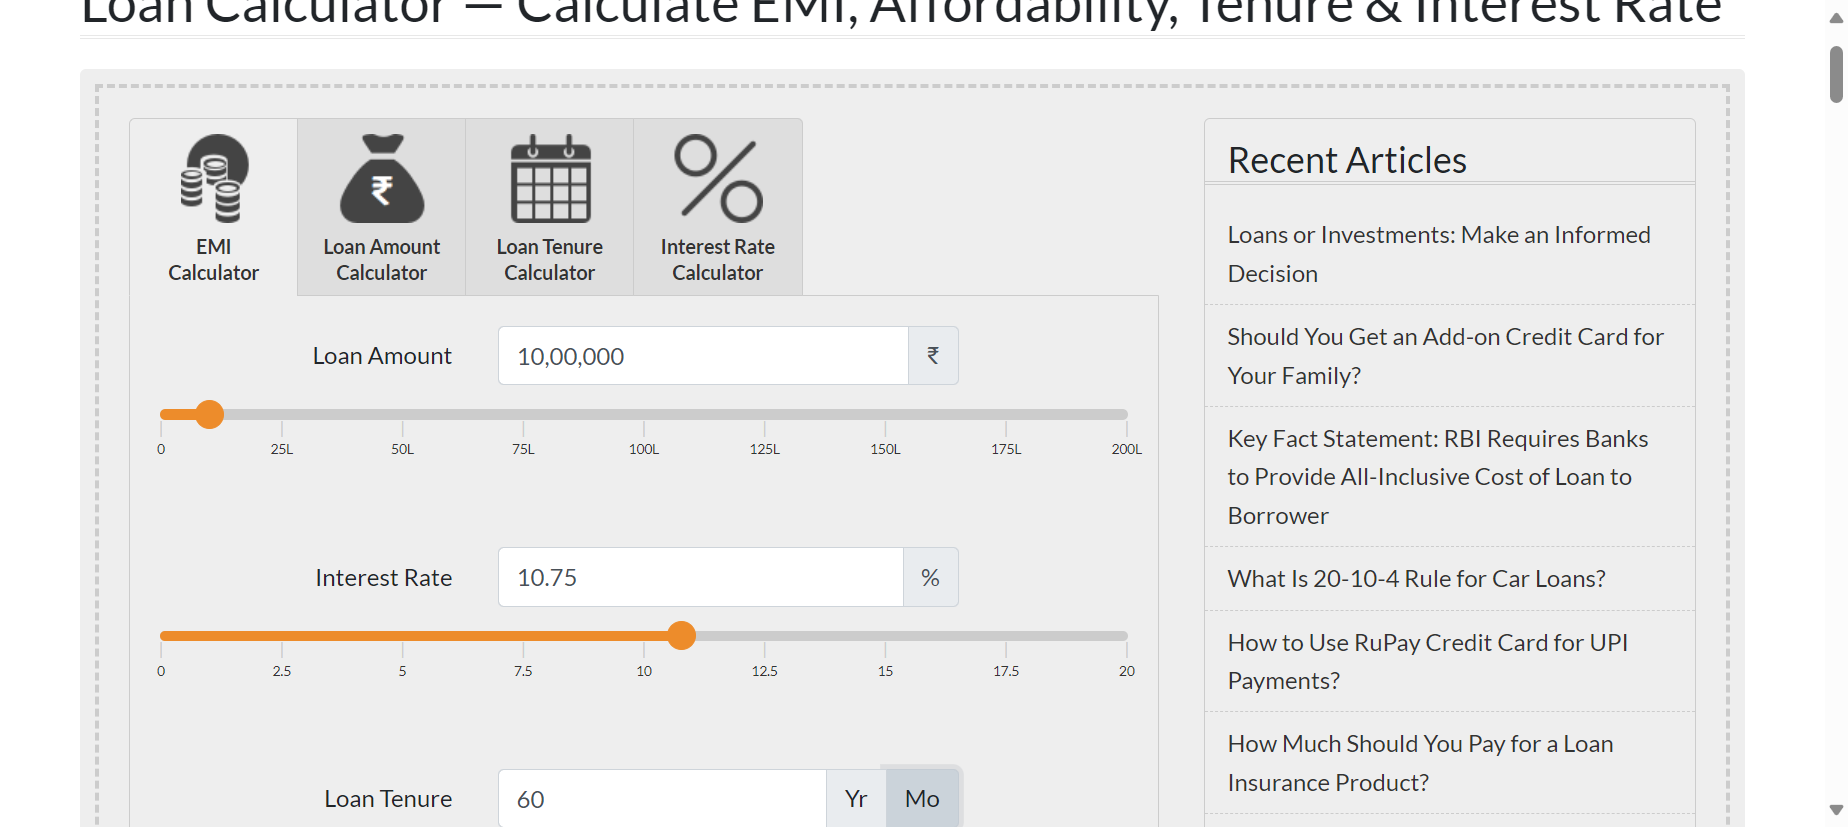 Loan Calculator — Calculate EMI, Affordability, Tenure & Interest Rate
EMI
Calculator
Loan Amount
Calculator
Loan Tenure
Calculator
Interest Rate
Calculator
Loan Amount
10,00,000
₹
0
25L
50L
75L
100L
125L
150L
175L
200L
Interest Rate
10.75
%
0
2.5
5
7.5
10
12.5
15
17.5
20
Loan Tenure
60
Yr
Mo
Recent Articles
Loans or Investments: Make an Informed
Decision
Should You Get an Add-on Credit Card for
Your Family?
Key Fact Statement: RBI Requires Banks
to Provide All-Inclusive Cost of Loan to
Borrower
What Is 20-10-4 Rule for Car Loans?
How to Use RuPay Credit Card for UPI
Payments?
How Much Should You Pay for a Loan
Insurance Product?